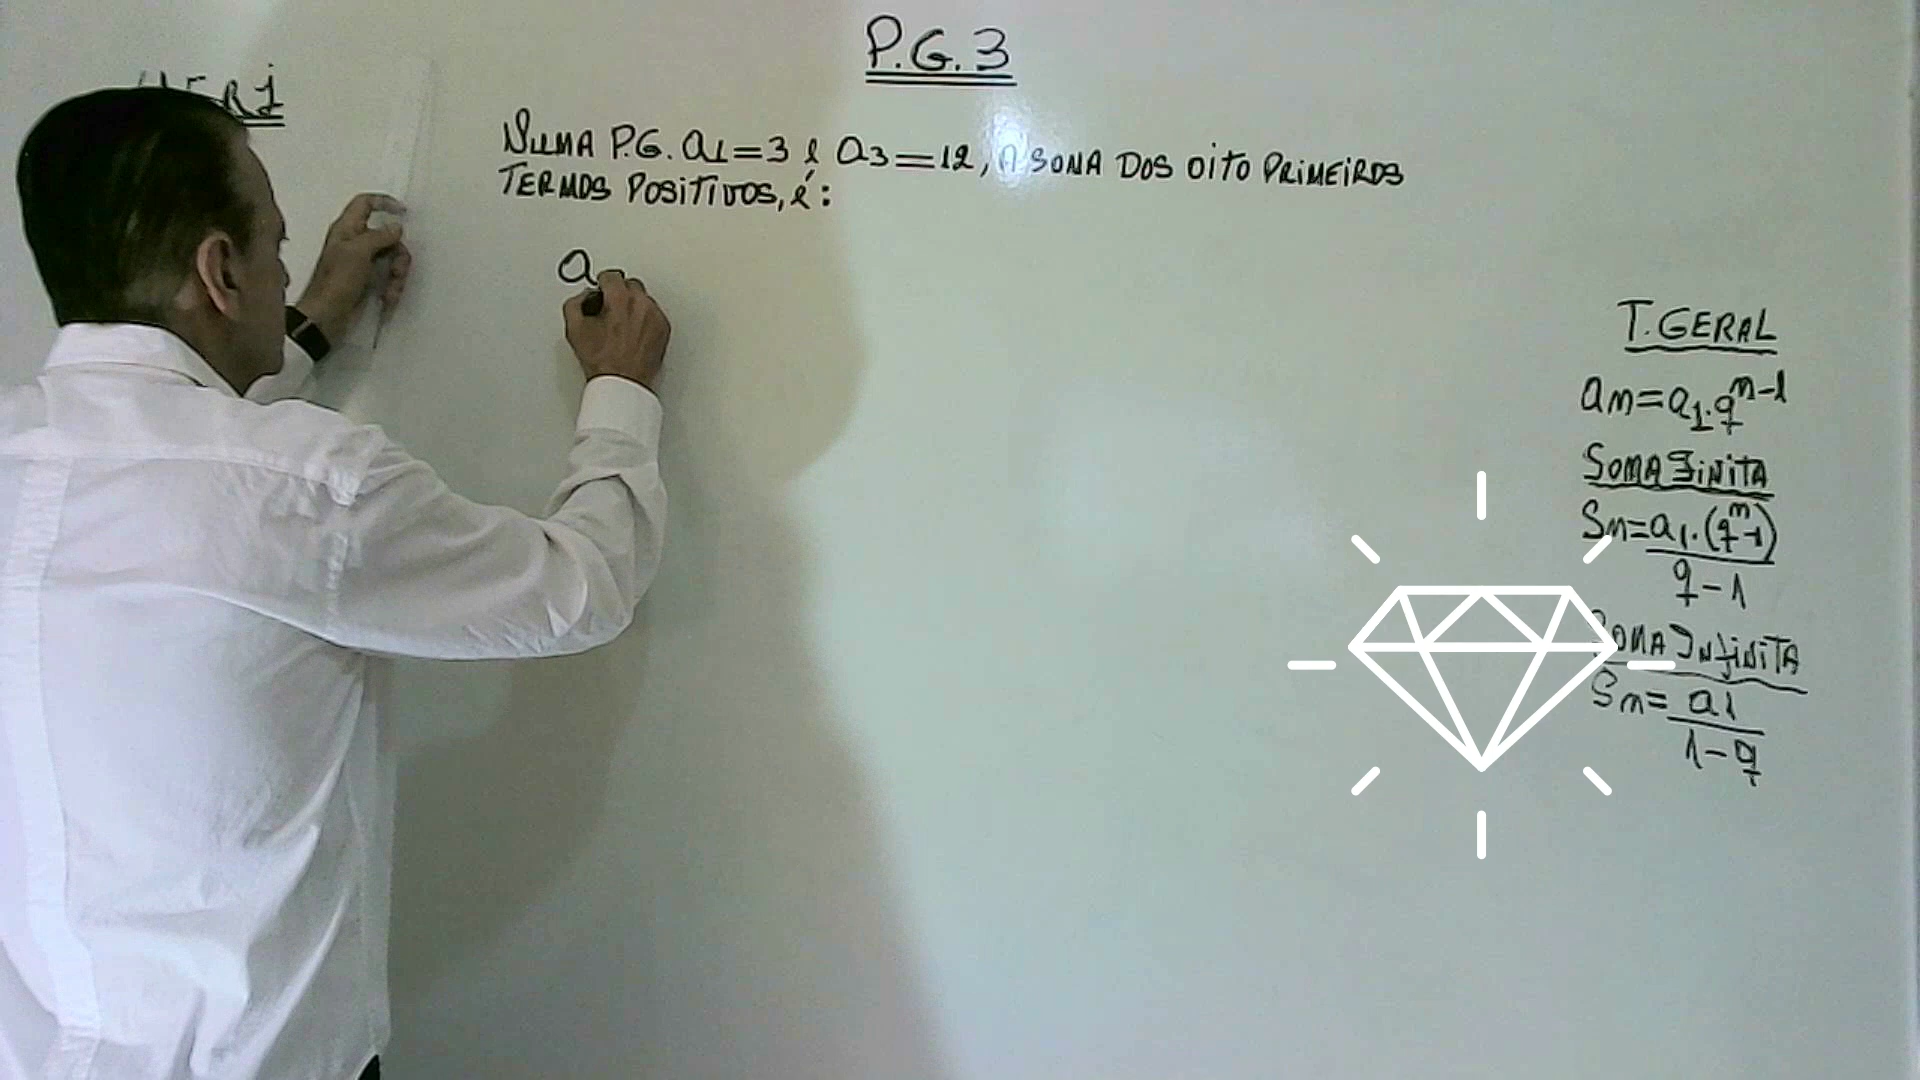 P.G. 3
NUMA P.G. a1=3 e a3=12, A SOMA DOS OITO PRIMEIROS
TERMOS POSITIVOS, é:
a
T. GERAL
an=a1.q^n-1
SOMA FINITA
Sn=a1.(q^n-1)
q-1
SOMA INFINITA
Sn=a1
1-q